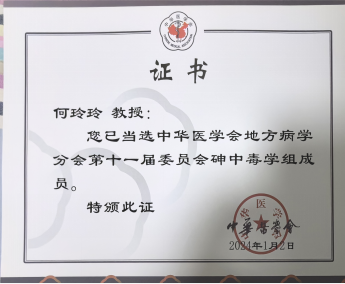 证书
何玲玲 教授：
您已当选中华医学会地方病学
分会第十一届委员会砷中毒学组成
员。
特颁此证
中华医学会
2024年1月2日